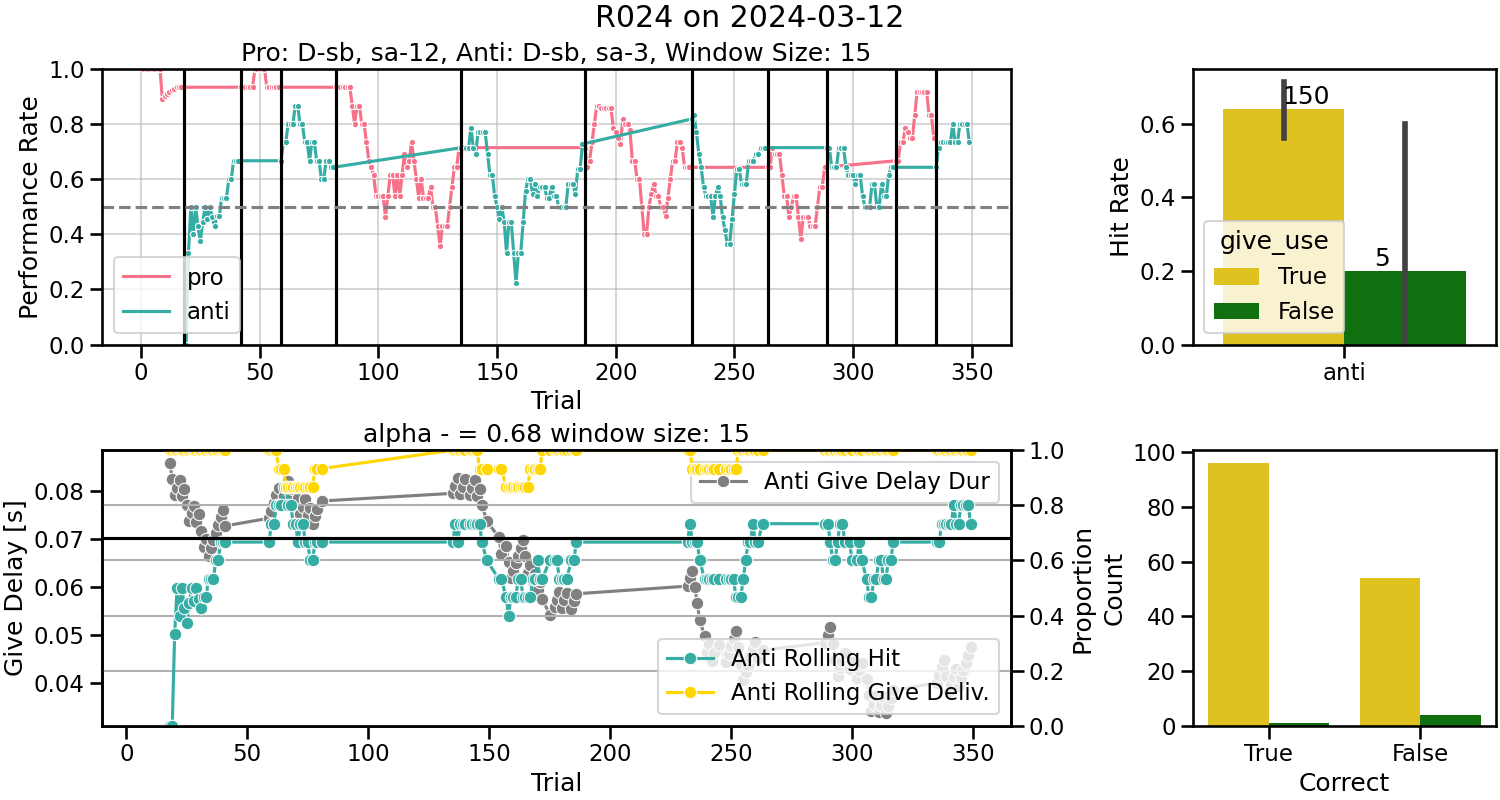 R024 on 2024-03-12
Pro: D-sb, sa-12, Anti: D-sb, sa-3, Window Size: 15
Performance Rate
1.0
0.8
0.6
0.4
0.2
0.0
pro
anti
0 50 100 150 200 250 300 350
Trial
Hit Rate
0.6
0.4
0.2
0.0
150
5
give_use
True
False
anti
alpha - = 0.68 window size: 15
Give Delay [s]
0.08
0.07
0.06
0.05
0.04
Anti Give Delay Dur
Anti Rolling Hit
Anti Rolling Give Deliv.
1.0
0.8
0.6
0.4
0.2
0.0
Proportion
0 50 100 150 200 250 300 350
Trial
Count
100
80
60
40
20
0
True False
Correct